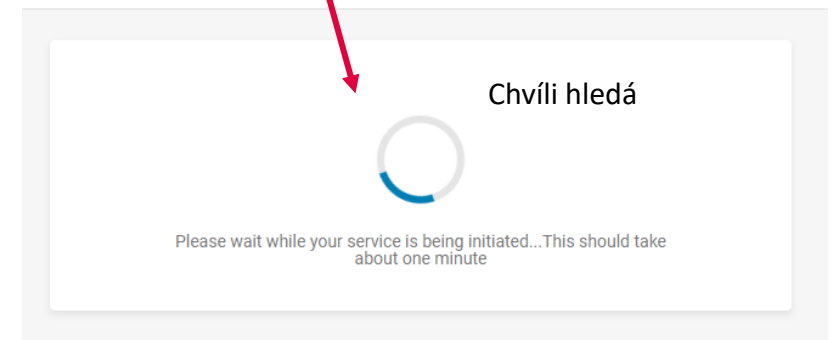 Chvíli hledá
Please wait while your service is being initiated...This should take
about one minute